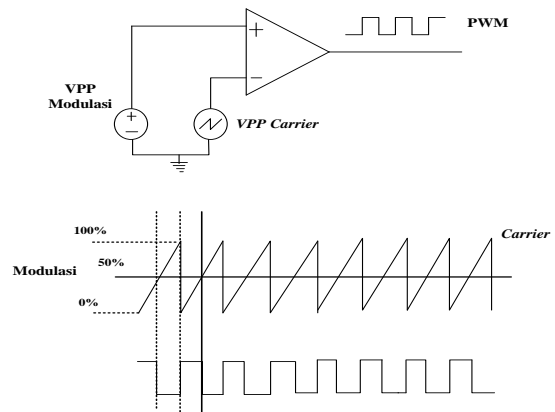 PWM
VPP
Modulasi
+
−
+
−
VPP Carrier
100%
Carrier
50%
Modulasi
0%